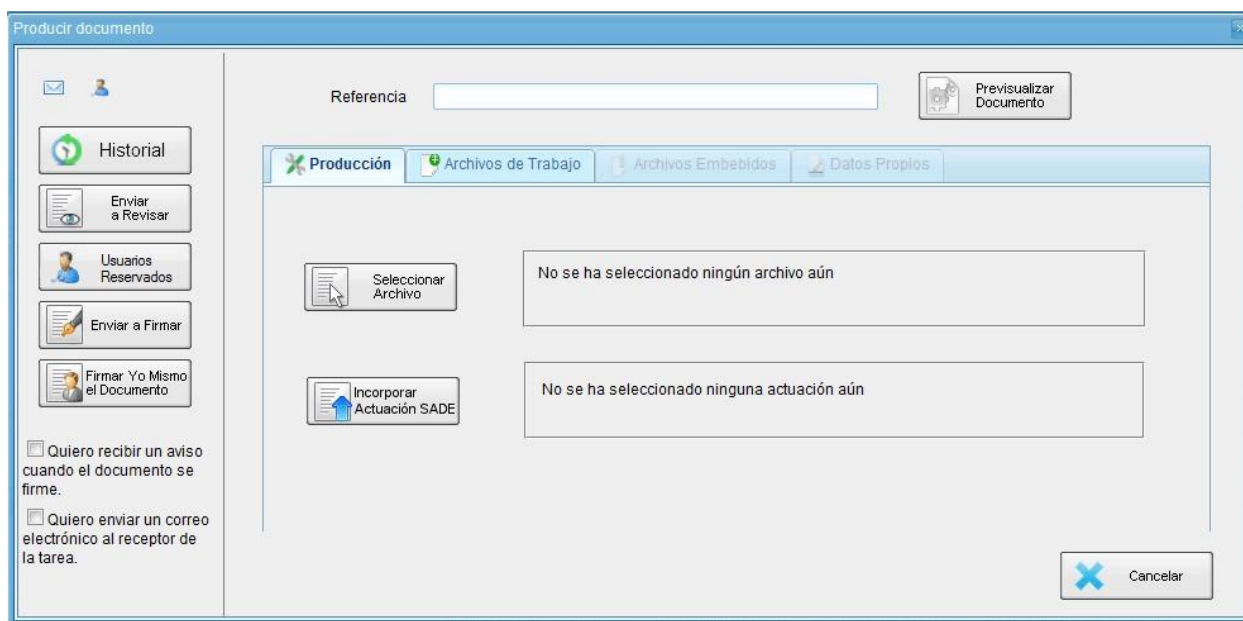 Producir documento
Referencia
Previsualizar
Documento
Historial
Enviar
a Revisar
Usuarios
Reservados
Enviar a Firmar
Firmar Yo Mismo
el Documento
Quiero recibir un aviso
cuando el documento se
firme.
Quiero enviar un correo
electrónico al receptor de
la tarea.
Producción Archivos de Trabajo Archivos Embebidos Datos Propios
Seleccionar
Archivo
No se ha seleccionado ningún archivo aún
Incorporar
Actuación SADE
No se ha seleccionado ninguna actuación aún
Cancelar